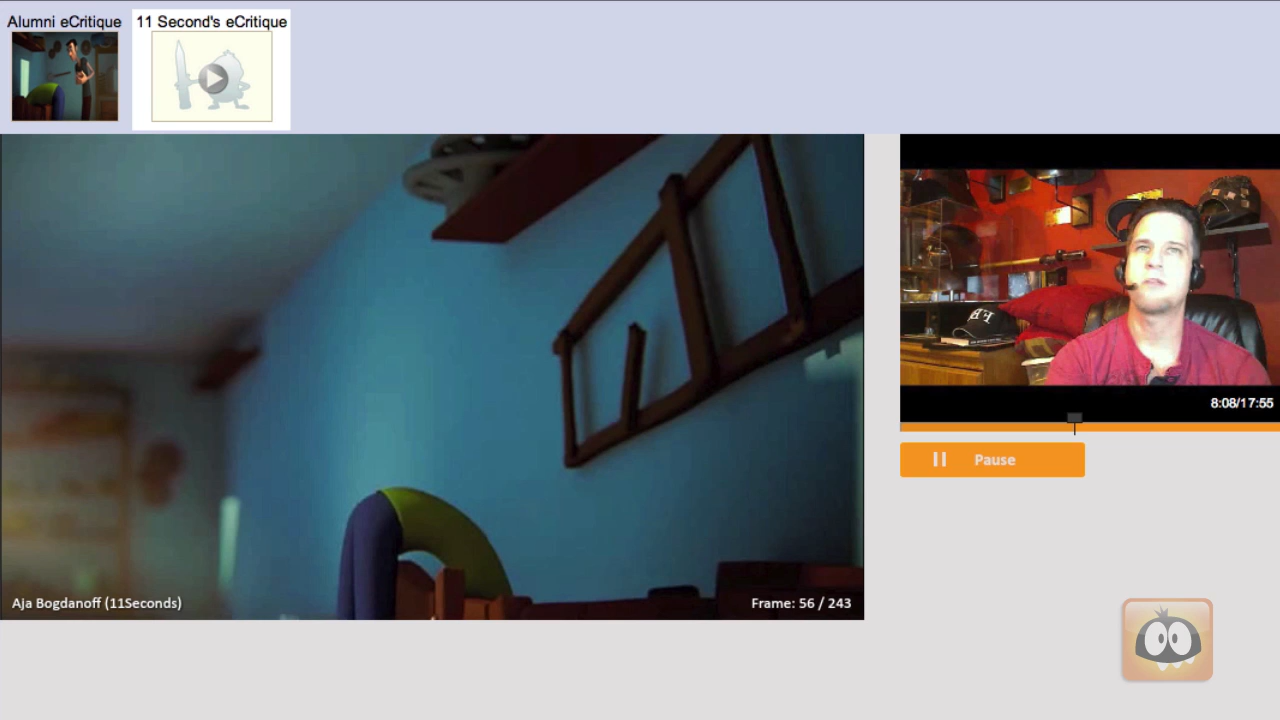 Alumni eCritique
11 Second's eCritique
8:08/17:55
Pause
Aja Bogdanoff (11Seconds)
Frame: 56 / 243